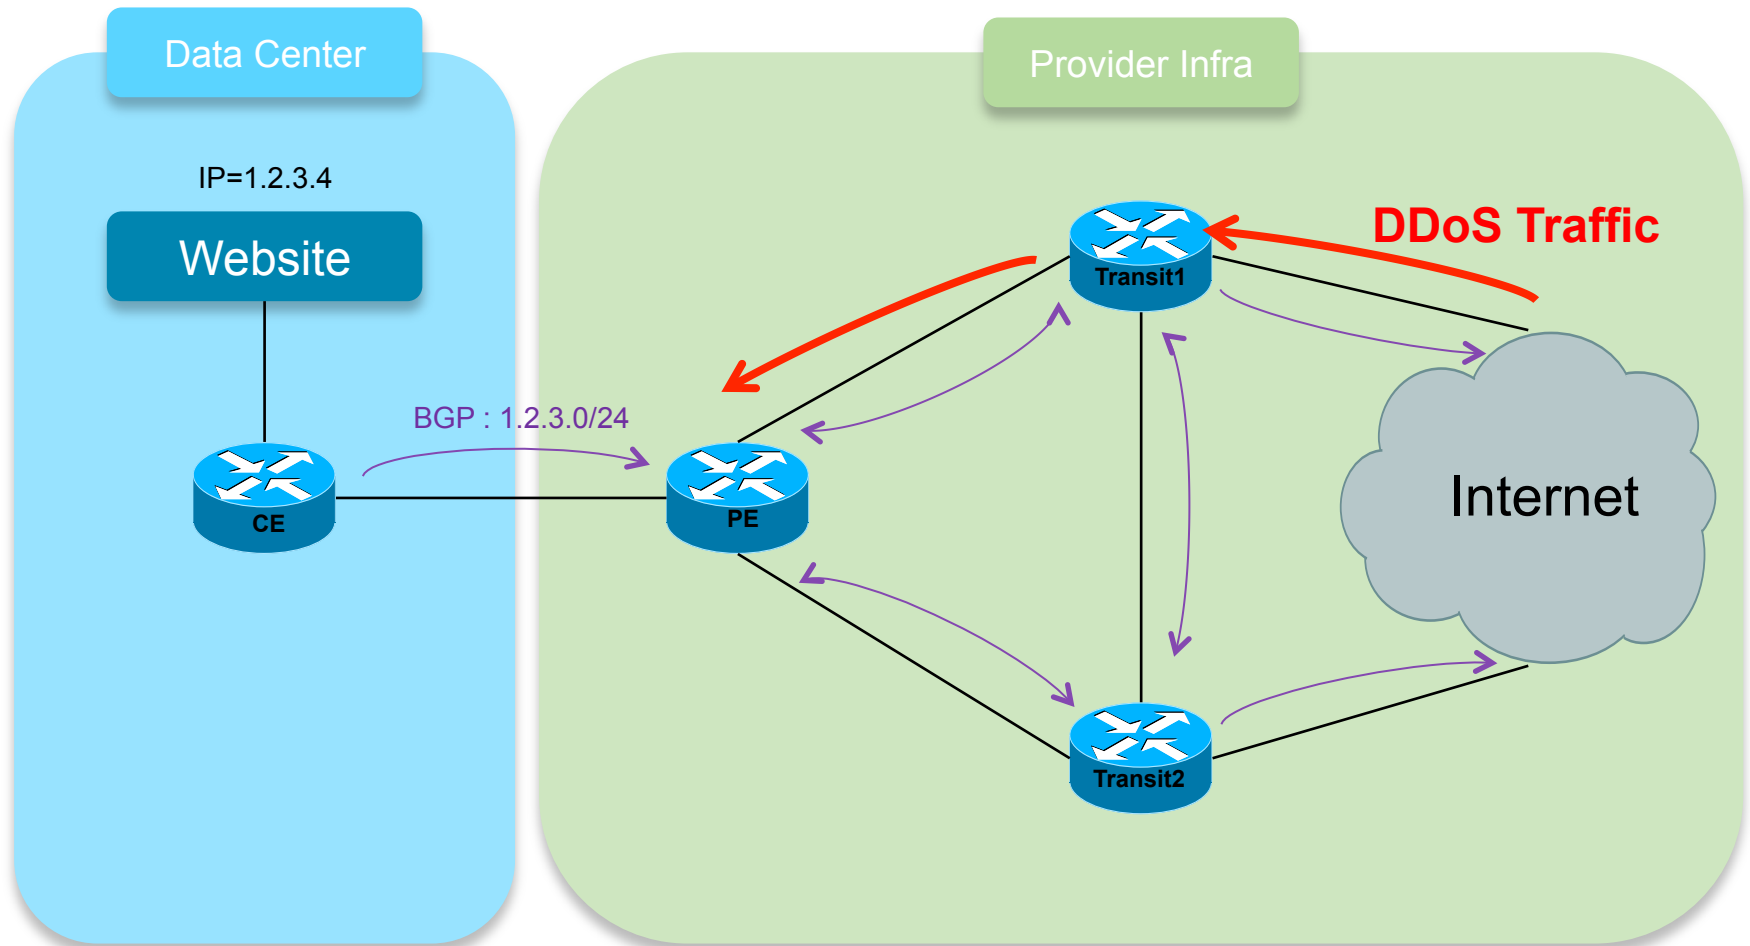 Data Center
Provider Infra
IP=1.2.3.4
Website
DDoS Traffic
Transit1
BGP : 1.2.3.0/24
CE
PE
Internet
Transit2